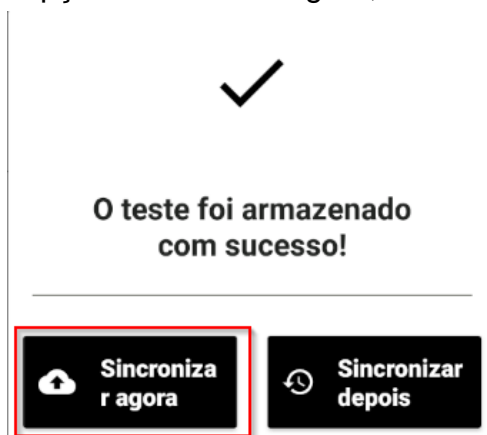 O teste foi armazenado
com sucesso!
Sincroniza
r agora
Sincronizar
depois